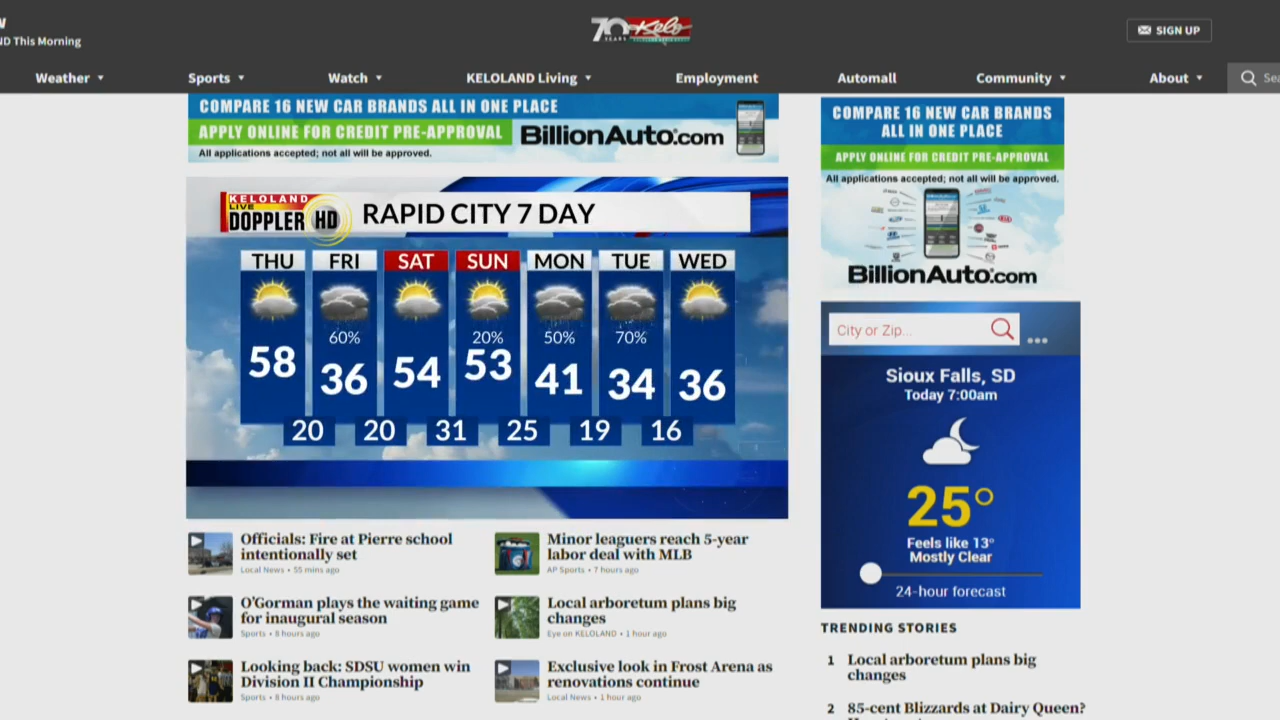 ND This Morning
70 YEARS Kelo
SIGN UP
Weather
Sports
Watch
KELOLAND Living
Employment
Automall
Community
About
COMPARE 16 NEW CAR BRANDS ALL IN ONE PLACE
APPLY ONLINE FOR CREDIT PRE-APPROVAL
BillionAuto.com
All applications accepted; not all will be approved.
COMPARE 16 NEW CAR BRANDS
ALL IN ONE PLACE
APPLY ONLINE FOR CREDIT PRE-APPROVAL
All applications accepted; not all will be approved.
BillionAuto.com
KELOLAND
LIVE
DOPPLER HD
RAPID CITY 7 DAY
THU FRI SAT SUN MON TUE WED
60% 20% 50% 70%
58 36 54 53 41 34 36
20 20 31 25 19 16
City or Zip...
Sioux Falls, SD
Today 7:00am
25°
Feels like 13°
Mostly Clear
24-hour forecast
Officials: Fire at Pierre school
intentionally set
Local News • 55 mins ago
Minor leaguers reach 5-year
labor deal with MLB
AP Sports • 7 hours ago
O'Gorman plays the waiting game
for inaugural season
Sports • 8 hours ago
Local arboretum plans big
changes
Eye on KELOLAND • 1 hour ago
Looking back: SDSU women win
Division II Championship
Sports • 8 hours ago
Exclusive look in Frost Arena as
renovations continue
Local News • 1 hour ago
TRENDING STORIES
1 Local arboretum plans big
changes
2 85-cent Blizzards at Dairy Queen?